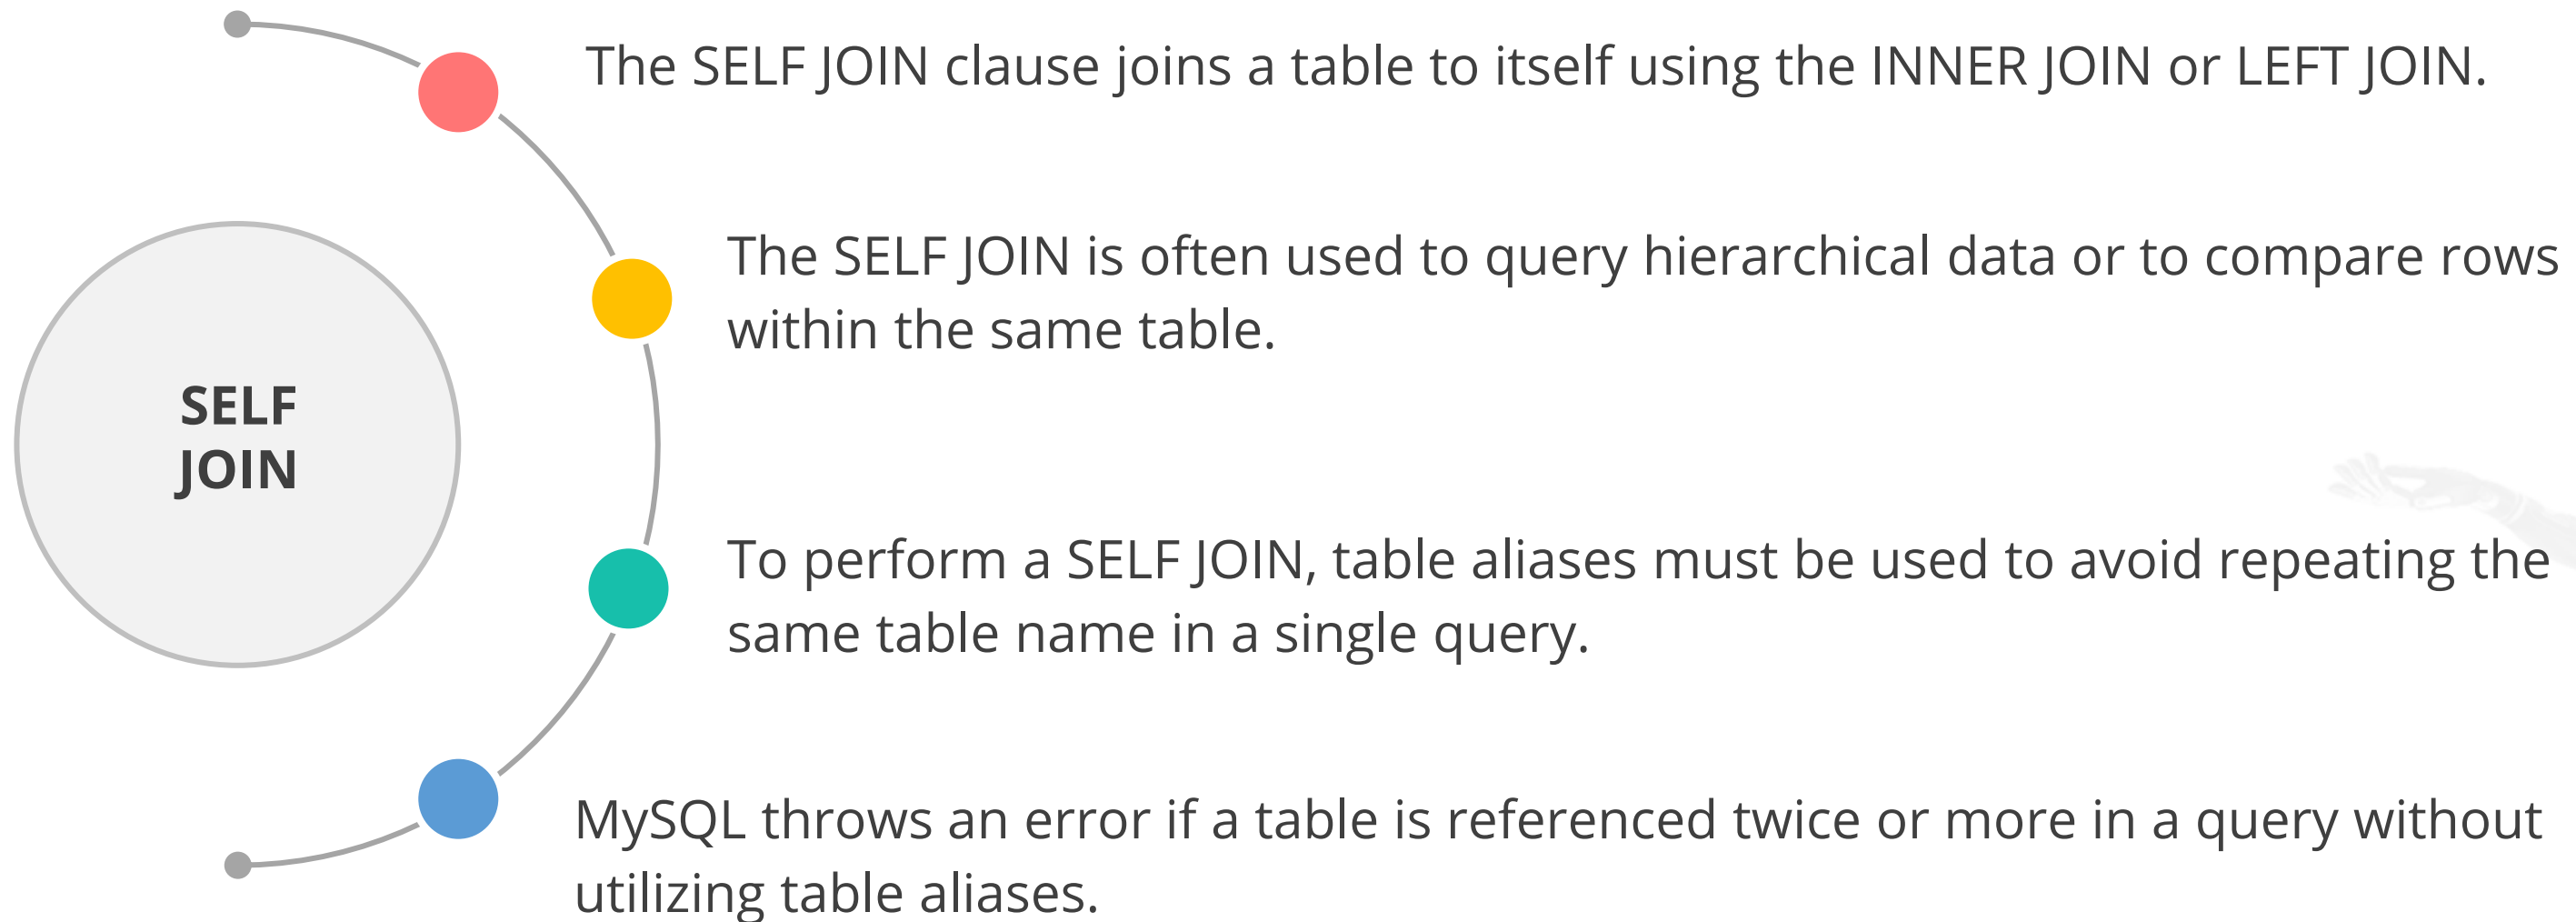 The SELF JOIN clause joins a table to itself using the INNER JOIN or LEFT JOIN.
The SELF JOIN is often used to query hierarchical data or to compare rows
within the same table.
SELF
JOIN
To perform a SELF JOIN, table aliases must be used to avoid repeating the
same table name in a single query.
MySQL throws an error if a table is referenced twice or more in a query without
utilizing table aliases.